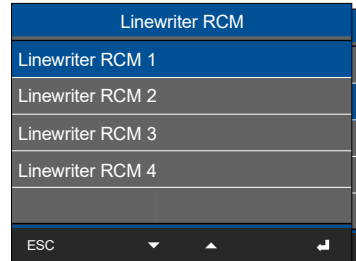 Linewriter RCM
Linewriter RCM 1
Linewriter RCM 2
Linewriter RCM 3
Linewriter RCM 4
ESC